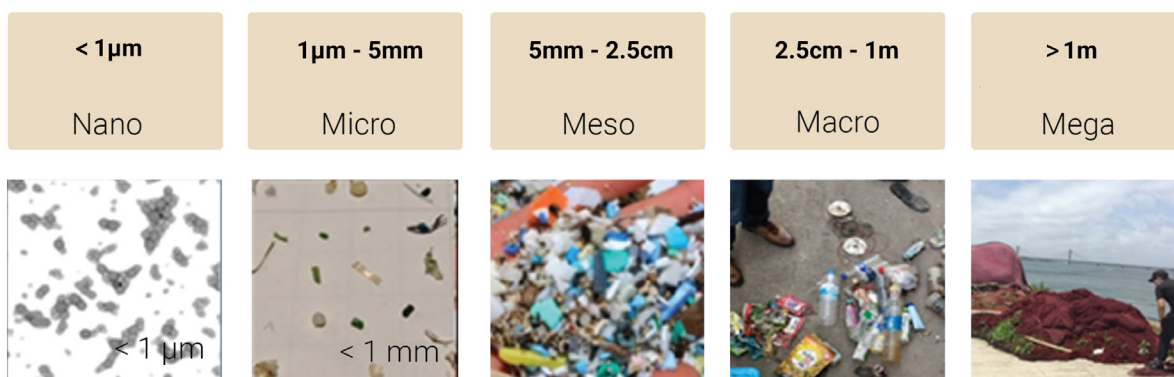 < 1µm
Nano
1µm - 5mm
Micro
5mm - 2.5cm
Meso
2.5cm - 1m
Macro
> 1m
Mega
< 1 µm
< 1 mm